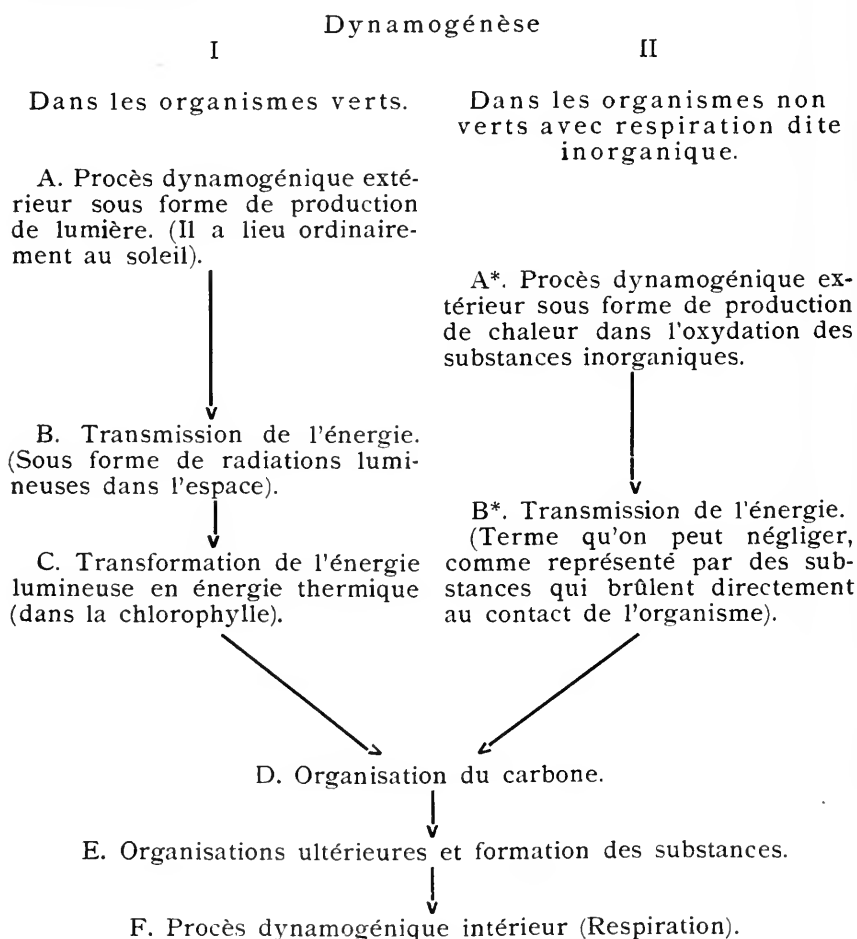 Dynamogénèse
I
II
Dans les organismes verts.
Dans les organismes non
verts avec respiration dite
inorganique.
A. Procès dynamogénique exté-
rieur sous forme de production
de lumière. (Il a lieu ordinaire-
ment au soleil).
A*. Procès dynamogénique ex-
térieur sous forme de production
de chaleur dans l'oxydation des
substances inorganiques.
B. Transmission de l'énergie.
(Sous forme de radiations lumi-
neuses dans l'espace).
B*. Transmission de l'énergie.
(Terme qu'on peut négliger,
comme représenté par des sub-
stances qui brûlent directement
au contact de l'organisme).
C. Transformation de l'énergie
lumineuse en énergie thermique
(dans la chlorophylle).
D. Organisation du carbone.
E. Organisations ultérieures et formation des substances.
F. Procès dynamogénique intérieur (Respiration).